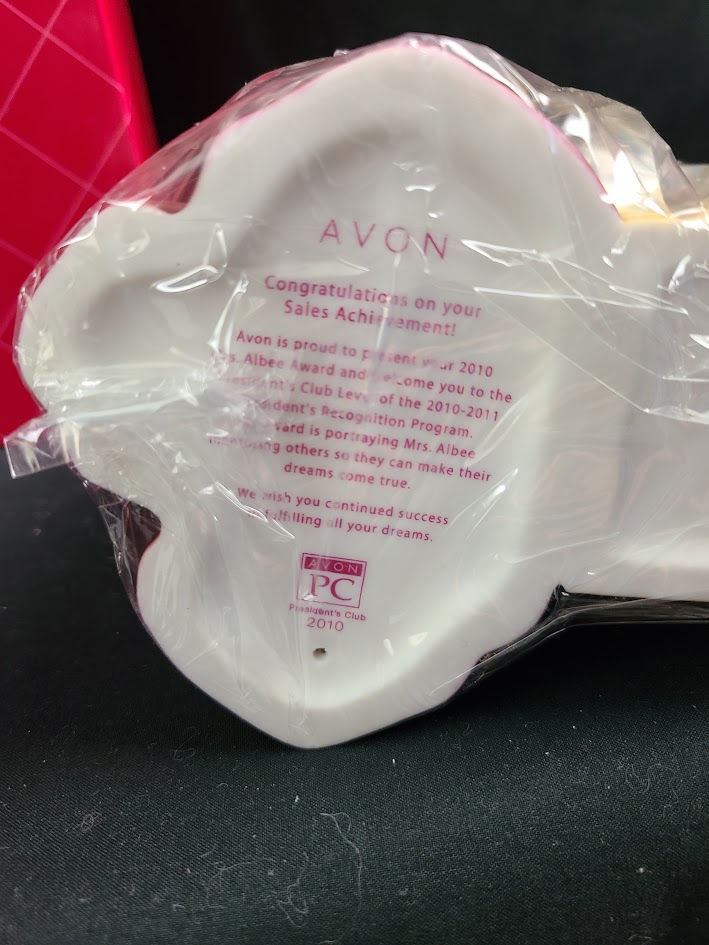 AVON
Congratulations on your
Sales Achievement!
Avon is proud to present your 2010
Mrs. Albee Award and welcome you to the
President's Club Level of the 2010-2011
President's Recognition Program.
Award is portraying Mrs. Albee
mentoring others so they can make their
dreams come true.
We wish you continued success
fulfilling all your dreams.
AVON
PC
President's Club
2010